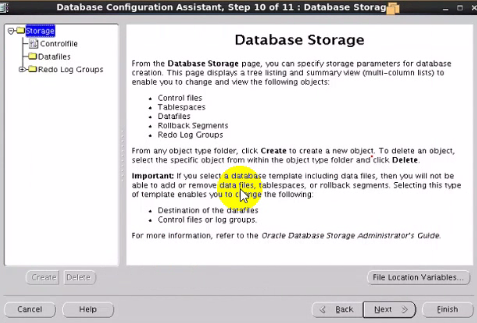 Database Configuration Assistant, Step 10 of 11 : Database Storag
Storage
Controlfile
Datafiles
Redo Log Groups
Database Storage
From the Database Storage page, you can specify storage parameters for database
creation. This page displays a tree listing and summary view (multi-column lists) to
enable you to change and view the following objects:
• Control files
• Tablespaces
• Datafiles
• Rollback Segments
• Redo Log Groups
From any object type folder, click Create to create a new object. To delete an object,
select the specific object from within the object type folder and click Delete.
Important: If you select a database template including data files, then you will not be
able to add or remove data files, tablespaces, or rollback segments. Selecting this type
of template enables you to change the following:
• Destination of the datafiles
• Control files or log groups.
For more information, refer to the Oracle Database Storage Administrator's Guide.
Create Delete
File Location Variables...
Cancel Help Back Next Finish